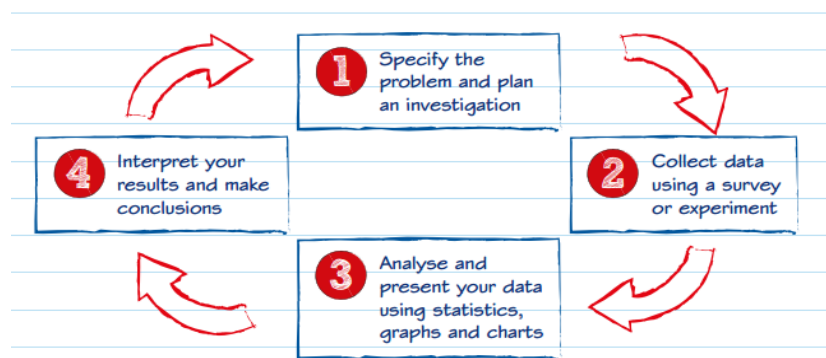 1
Specify the
problem and plan
an investigation
2
Collect data
using a survey
or experiment
3
Analyse and
present your data
using statistics,
graphs and charts
4
Interpret your
results and make
conclusions